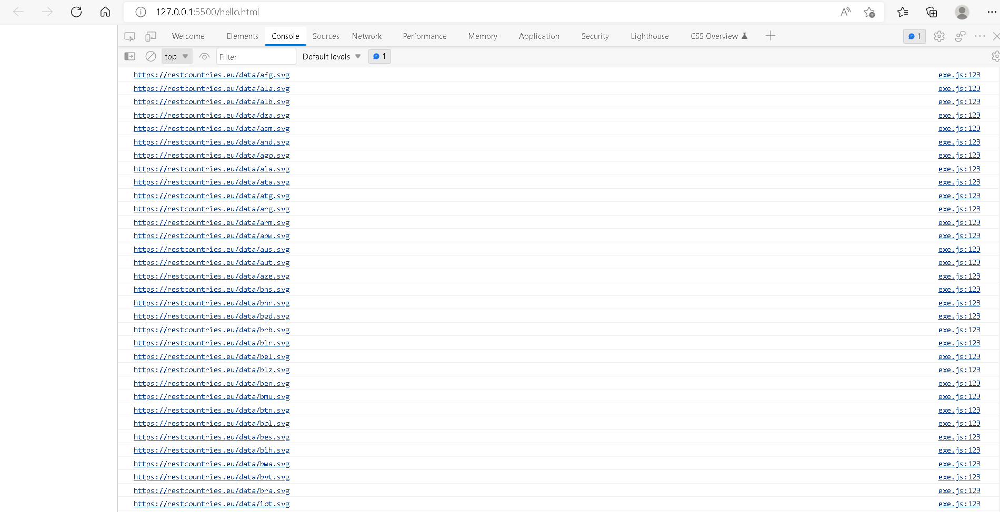 127.0.0.1:5500/hello.html
Welcome Elements Console Sources Network Performance Memory Application Security Lighthouse CSS Overview 1
top Filter Default levels 1
https://restcountries.eu/data/afg.svg exe.js:123
https://restcountries.eu/data/ala.svg exe.js:123
https://restcountries.eu/data/alb.svg exe.js:123
https://restcountries.eu/data/dza.svg exe.js:123
https://restcountries.eu/data/asm.svg exe.js:123
https://restcountries.eu/data/and.svg exe.js:123
https://restcountries.eu/data/ago.svg exe.js:123
https://restcountries.eu/data/aia.svg exe.js:123
https://restcountries.eu/data/ata.svg exe.js:123
https://restcountries.eu/data/atg.svg exe.js:123
https://restcountries.eu/data/arg.svg exe.js:123
https://restcountries.eu/data/arm.svg exe.js:123
https://restcountries.eu/data/abw.svg exe.js:123
https://restcountries.eu/data/aus.svg exe.js:123
https://restcountries.eu/data/aut.svg exe.js:123
https://restcountries.eu/data/aze.svg exe.js:123
https://restcountries.eu/data/bhs.svg exe.js:123
https://restcountries.eu/data/bhr.svg exe.js:123
https://restcountries.eu/data/bgd.svg exe.js:123
https://restcountries.eu/data/brb.svg exe.js:123
https://restcountries.eu/data/blr.svg exe.js:123
https://restcountries.eu/data/bel.svg exe.js:123
https://restcountries.eu/data/blz.svg exe.js:123
https://restcountries.eu/data/ben.svg exe.js:123
https://restcountries.eu/data/bmu.svg exe.js:123
https://restcountries.eu/data/btn.svg exe.js:123
https://restcountries.eu/data/bol.svg exe.js:123
https://restcountries.eu/data/bes.svg exe.js:123
https://restcountries.eu/data/bih.svg exe.js:123
https://restcountries.eu/data/bwa.svg exe.js:123
https://restcountries.eu/data/bvt.svg exe.js:123
https://restcountries.eu/data/bra.svg exe.js:123
https://restcountries.eu/data/iot.svg exe.js:123